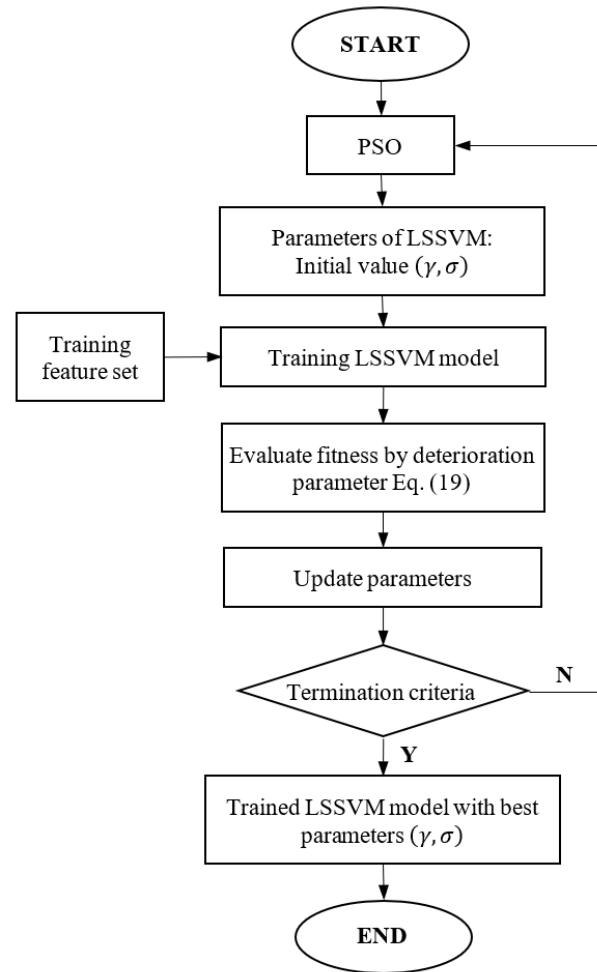 START
PSO
Parameters of LSSVM:
Initial value (γ, σ)
Training
feature set
Training LSSVM model
Evaluate fitness by deterioration
parameter Eq. (19)
Update parameters
Termination criteria
N
Y
Trained LSSVM model with best
parameters (γ, σ)
END